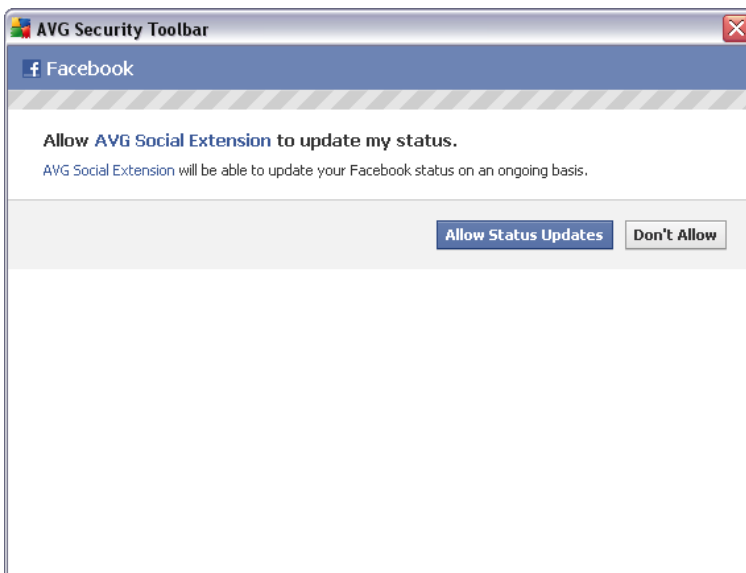 AVG Security Toolbar
f Facebook
Allow AVG Social Extension to update my status.
AVG Social Extension will be able to update your Facebook status on an ongoing basis.
Allow Status Updates Don't Allow